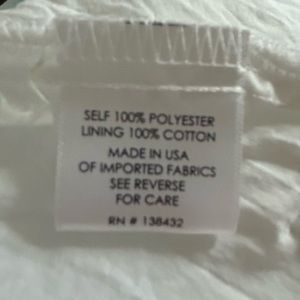 SELF 100% POLYESTER
LINING 100% COTTON
MADE IN USA
OF IMPORTED FABRICS
SEE REVERSE
FOR CARE
RN # 138432